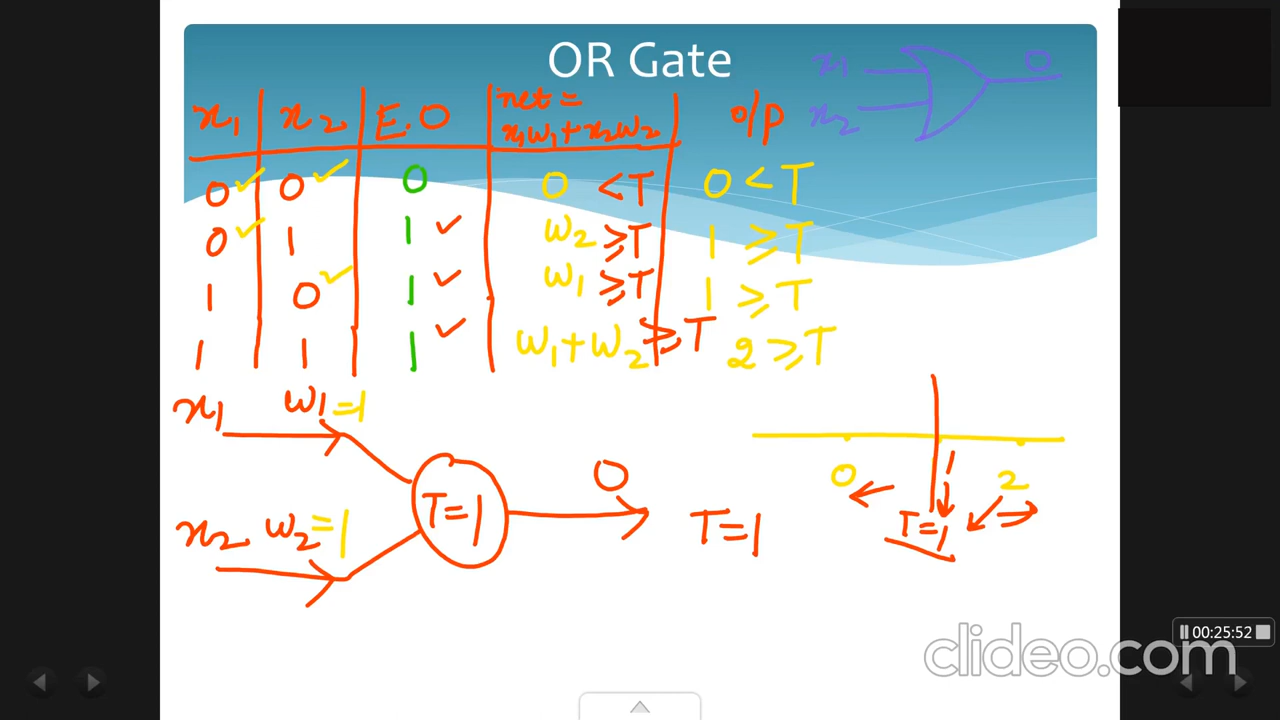 OR Gate
x1 x2 E.O net = x1w1+x2w2 o/p
0 0 0 0 <T 0 < T
0 1 1 w2 ≥T 1 ≥ T
1 0 1 w1 ≥T 1 ≥ T
1 1 1 w1+w2 ≥T 2 ≥ T
x1
x2
0
x1 w1=1
x2 w2=1
T=1
0
T=1
0 1 2
T=1
00:25:52
clideo.com